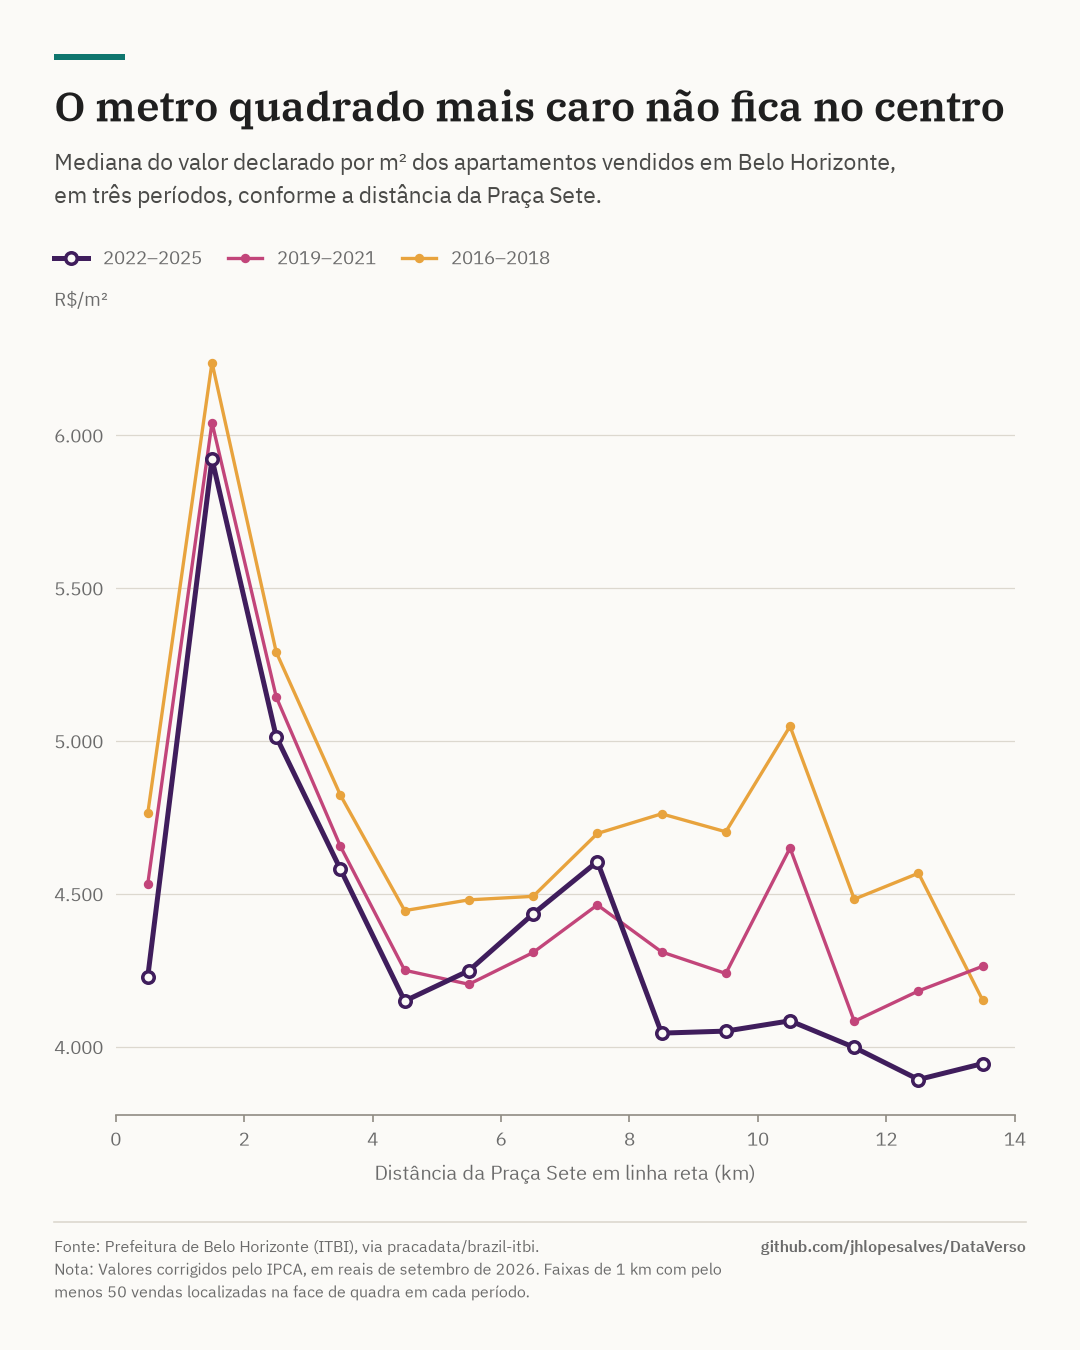 O metro quadrado mais caro não fica no centro
Mediana do valor declarado por m² dos apartamentos vendidos em Belo Horizonte,
em três períodos, conforme a distância da Praça Sete.
2022–2025 2019–2021 2016–2018
R$/m²
6.000
5.500
5.000
4.500
4.000
0 2 4 6 8 10 12 14
Distância da Praça Sete em linha reta (km)
Fonte: Prefeitura de Belo Horizonte (ITBI), via pracadata/brazil-itbi.
github.com/jhlopesalves/DataVerso
Nota: Valores corrigidos pelo IPCA, em reais de setembro de 2026. Faixas de 1 km com pelo
menos 50 vendas localizadas na face de quadra em cada período.